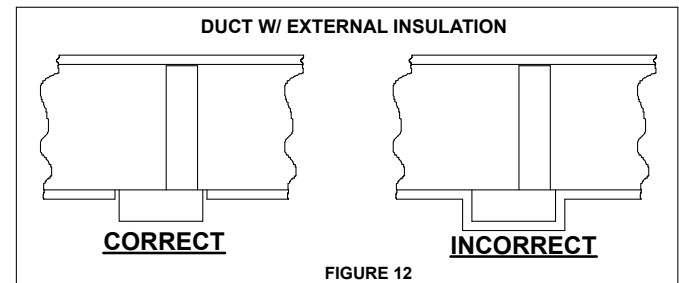 DUCT W/ EXTERNAL INSULATION
CORRECT
INCORRECT
FIGURE 12